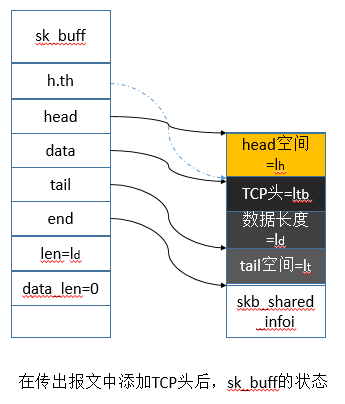 sk_buff
h.th
head
data
tail
end
len=ld
data_len=0
head空间
=lh
TCP头=ltb
数据长度
=ld
tail空间=lt
skb_shared
_infoi
在传出报文中添加TCP头后，sk_buff的状态